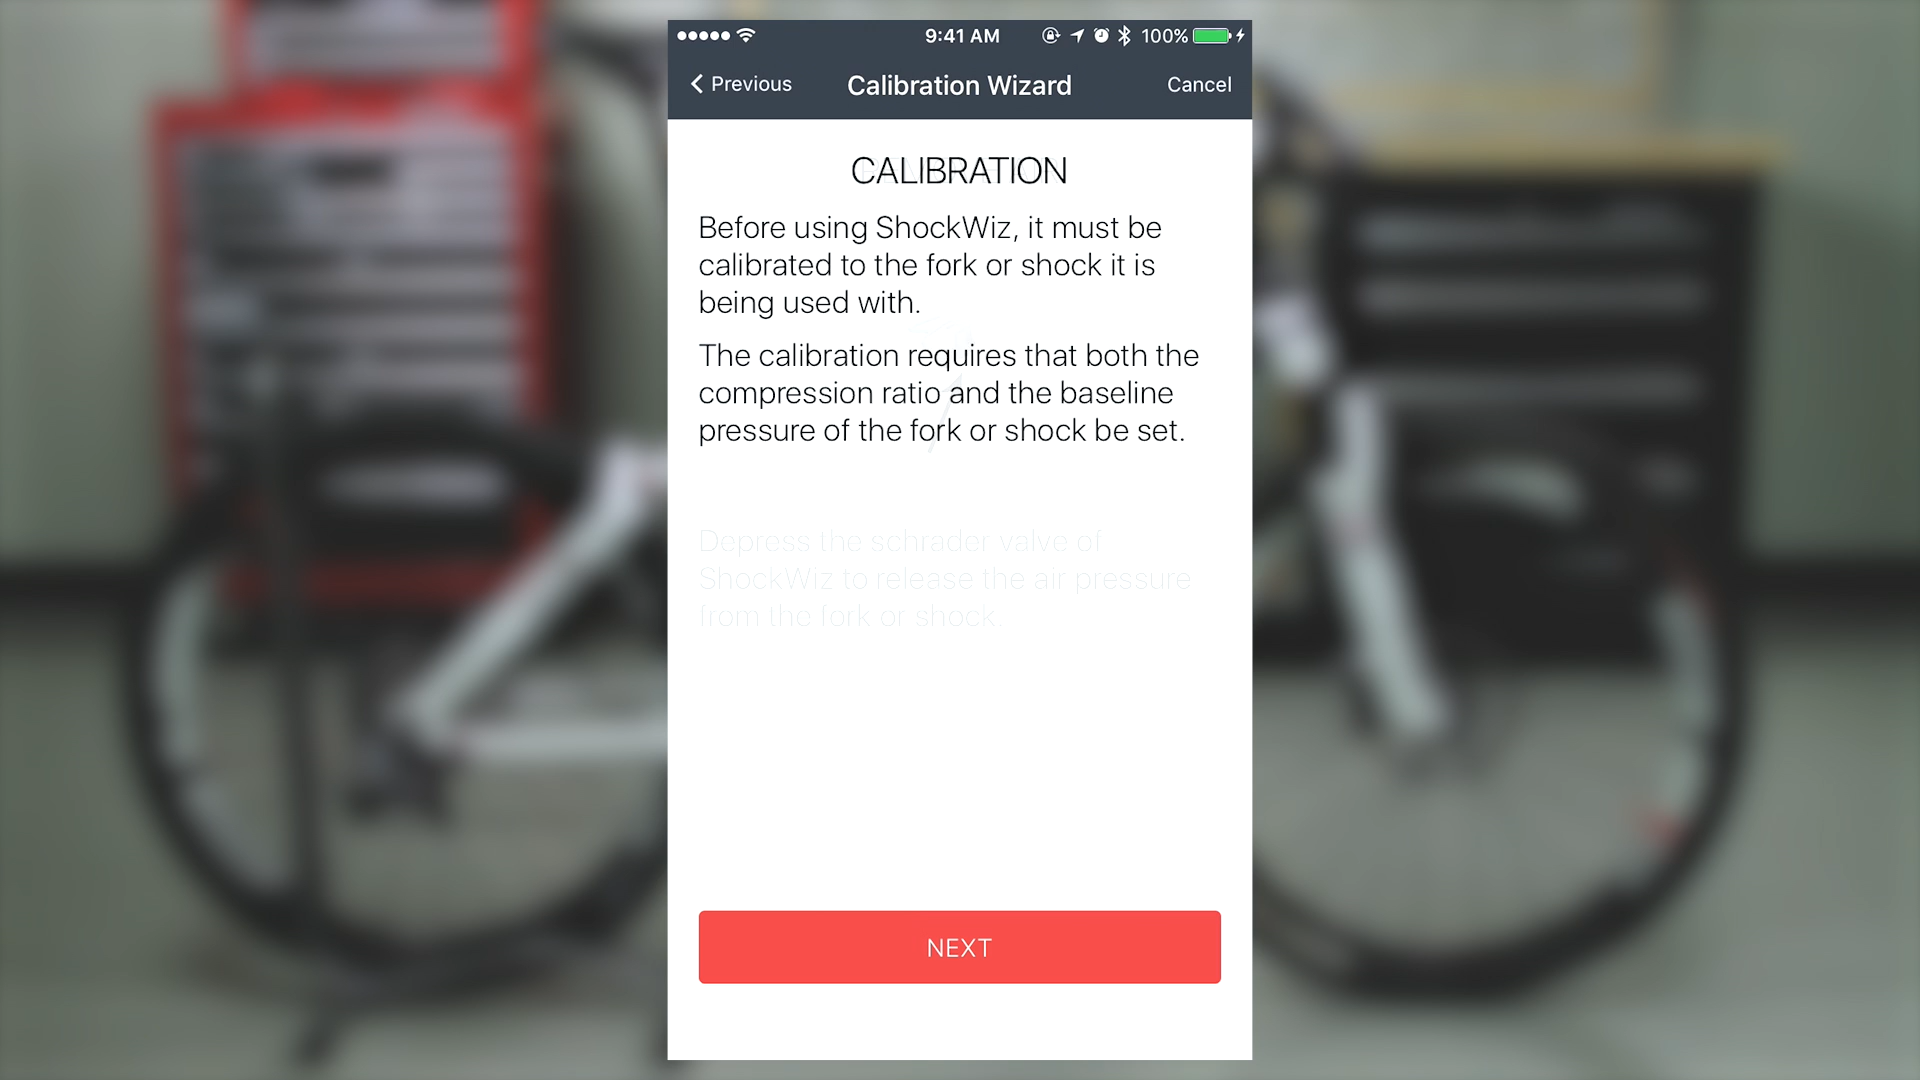 9:41 AM 100%
Previous Calibration Wizard Cancel
CALIBRATION
Before using ShockWiz, it must be
calibrated to the fork or shock it is
being used with.
The calibration requires that both the
compression ratio and the baseline
pressure of the fork or shock be set.
Depress the schrader valve of
ShockWiz to release the air pressure
from the fork or shock.
NEXT